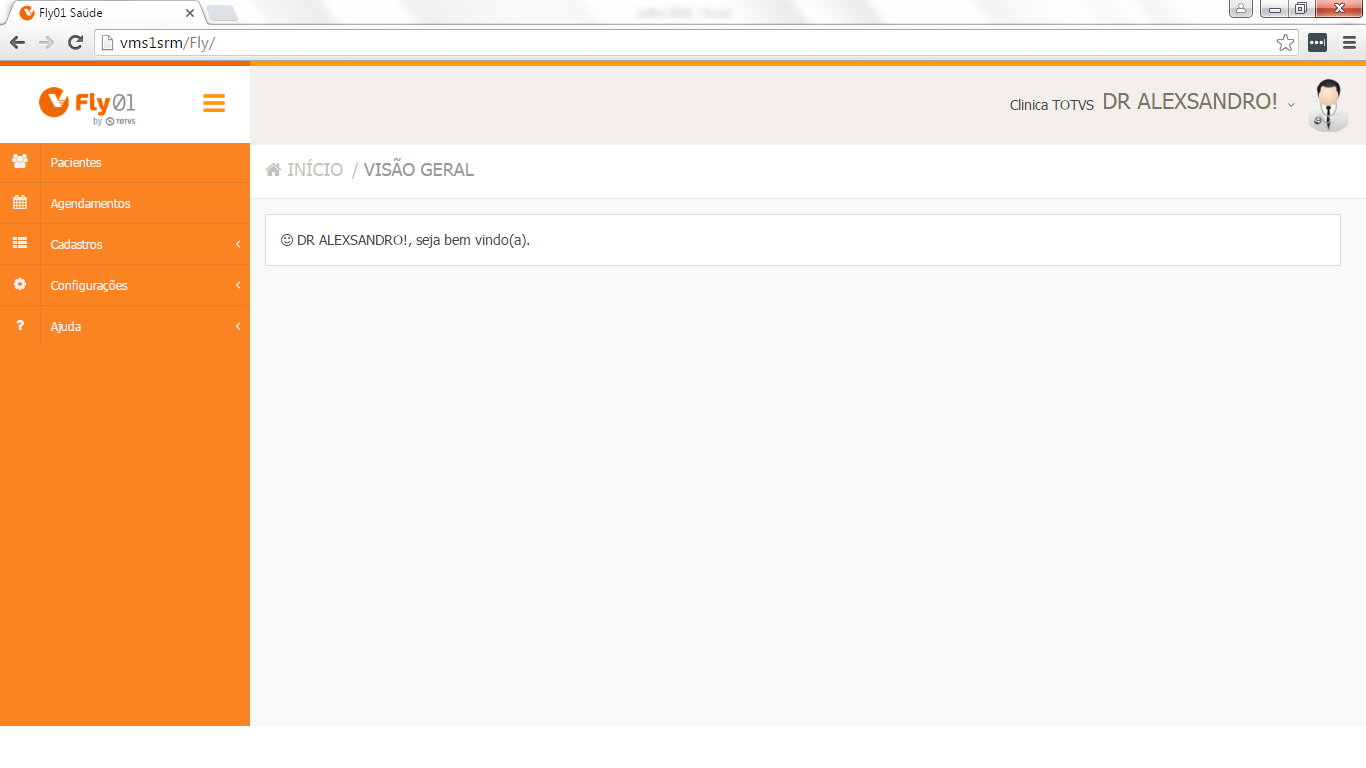 Fly01 Saúde
vms1srm/Fly/
Fly01
by TOTVS
Clinica TOTVS DR ALEXSANDRO!
Pacientes
Agendamentos
Cadastros
Configurações
? Ajuda
INÍCIO / VISÃO GERAL
DR ALEXSANDRO!, seja bem vindo(a).